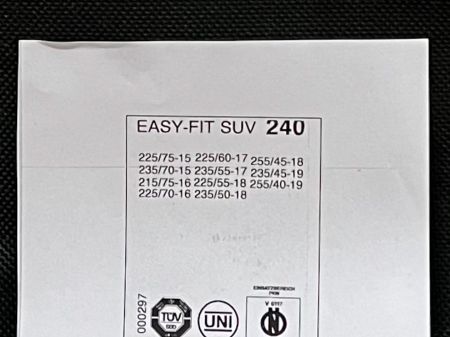 EASY-FIT SUV 240
225/75-15 225/60-17 255/45-18
235/70-15 235/55-17 235/45-19
215/75-16 225/55-18 255/40-19
225/70-16 235/50-18
EINSATZBEREICH
PKW
V 5117
000297
TÜV
UNI
N